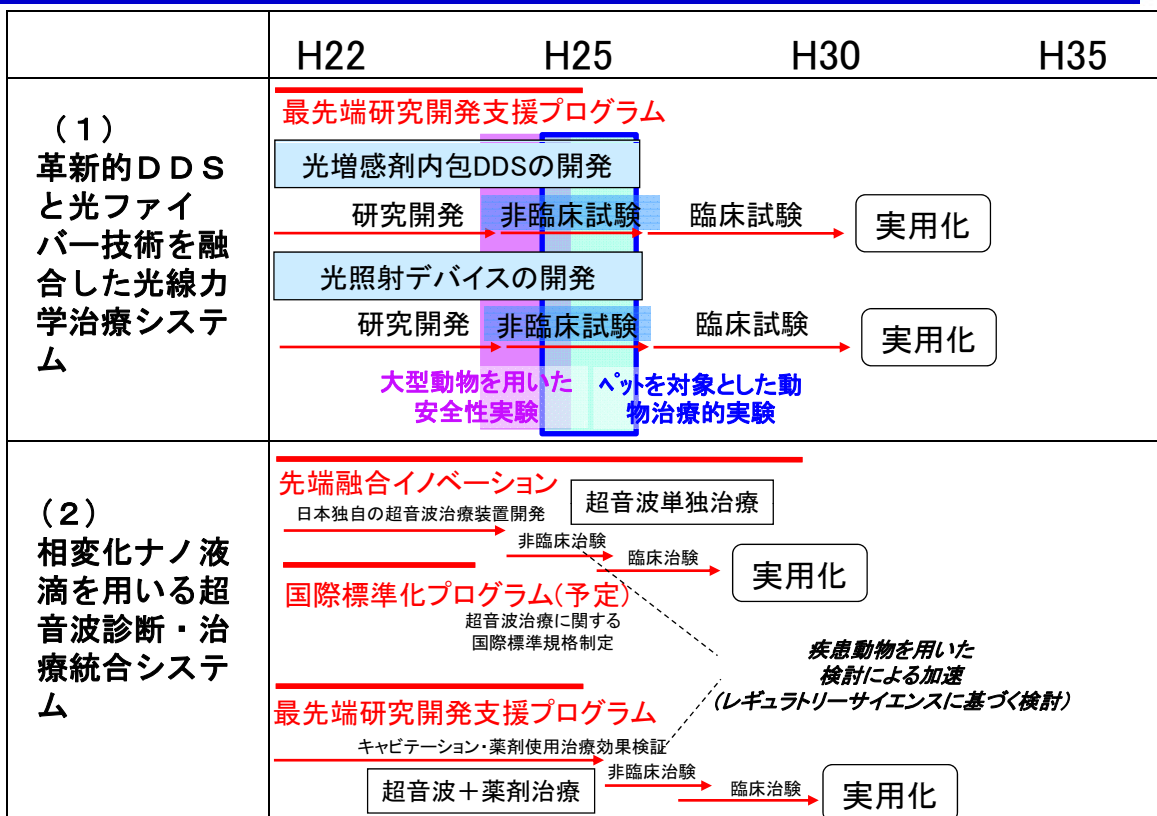 H22 H25 H30 H35
(1)
革新的DDS
と光ファイ
バー技術を融
合した光線力
学治療システ
ム
最先端研究開発支援プログラム
光増感剤内包DDSの開発
研究開発 非臨床試験 臨床試験 実用化
光照射デバイスの開発
研究開発 非臨床試験 臨床試験 実用化
大型動物を用いた
安全性実験
ペットを対象とした動
物治療的実験
(2)
相変化ナノ液
滴を用いる超
音波診断・治
療統合システ
ム
先端融合イノベーション
日本独自の超音波治療装置開発
超音波単独治療
非臨床治験
臨床治験
実用化
国際標準化プログラム(予定)
超音波治療に関する
国際標準規格制定
疾患動物を用いた
検討による加速
(レギュラトリーサイエンスに基づく検討)
最先端研究開発支援プログラム
キャビテーション・薬剤使用治療効果検証
超音波+薬剤治療
非臨床治験
臨床治験
実用化